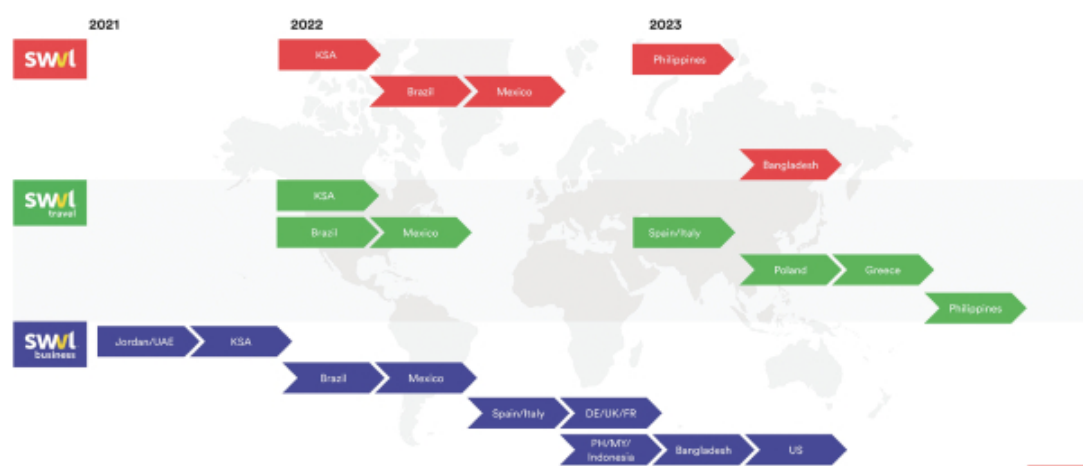 2021
2022
2023
swvl
KSA
Philippines
Brazil
Mexico
Bangladesh
swvl
travel
KSA
Brazil
Mexico
Spain/Italy
Poland
Greece
Philippines
swvl
business
Jordan/UAE
KSA
Brazil
Mexico
Spain/Italy
DE/UK/FR
PH/MY/
Indonesia
Bangladesh
US